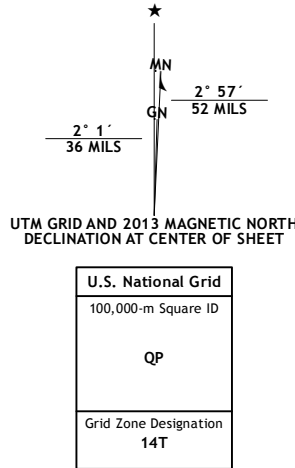 ★
MN
GN
2° 57´
52 MILS
2° 1´
36 MILS
UTM GRID AND 2013 MAGNETIC NORTH
DECLINATION AT CENTER OF SHEET
U.S. National Grid
100,000-m Square ID
QP
Grid Zone Designation
14T